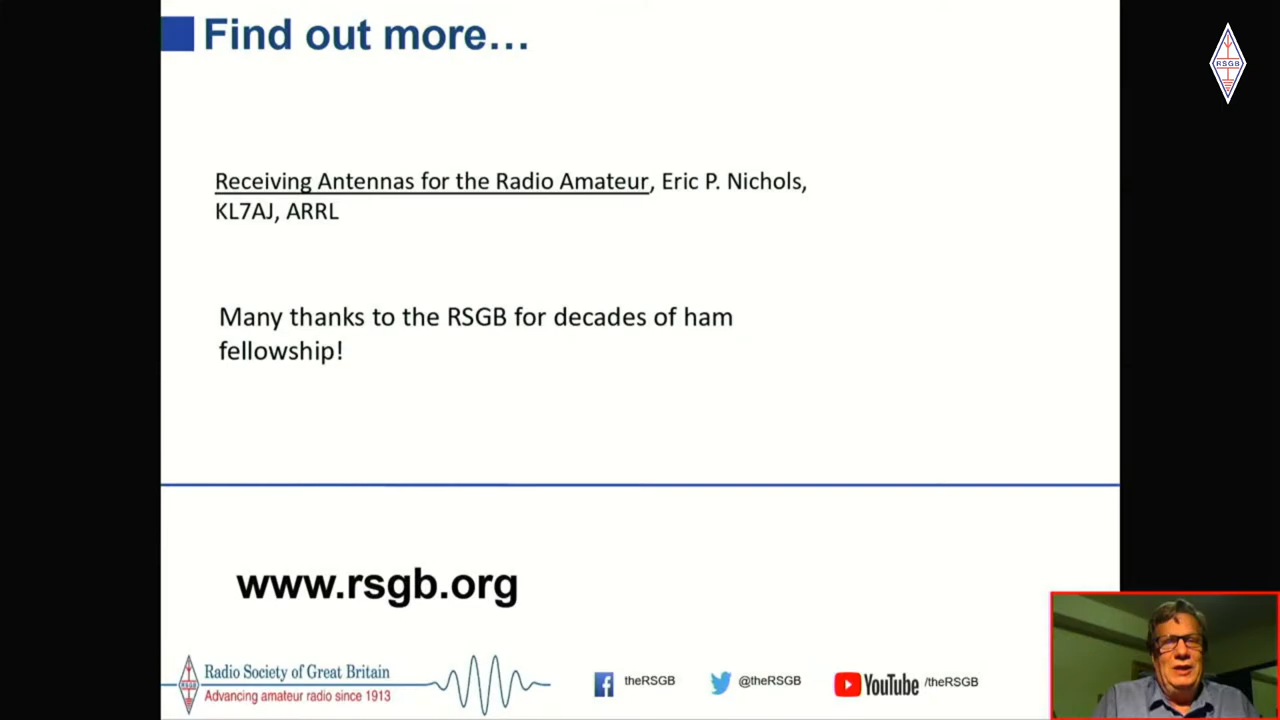 Find out more...
RSGB
Receiving Antennas for the Radio Amateur, Eric P. Nichols,
KL7AJ, ARRL
Many thanks to the RSGB for decades of ham
fellowship!
www.rsgb.org
RSGB
Radio Society of Great Britain
Advancing amateur radio since 1913
theRSGB
@theRSGB
YouTube /theRSGB